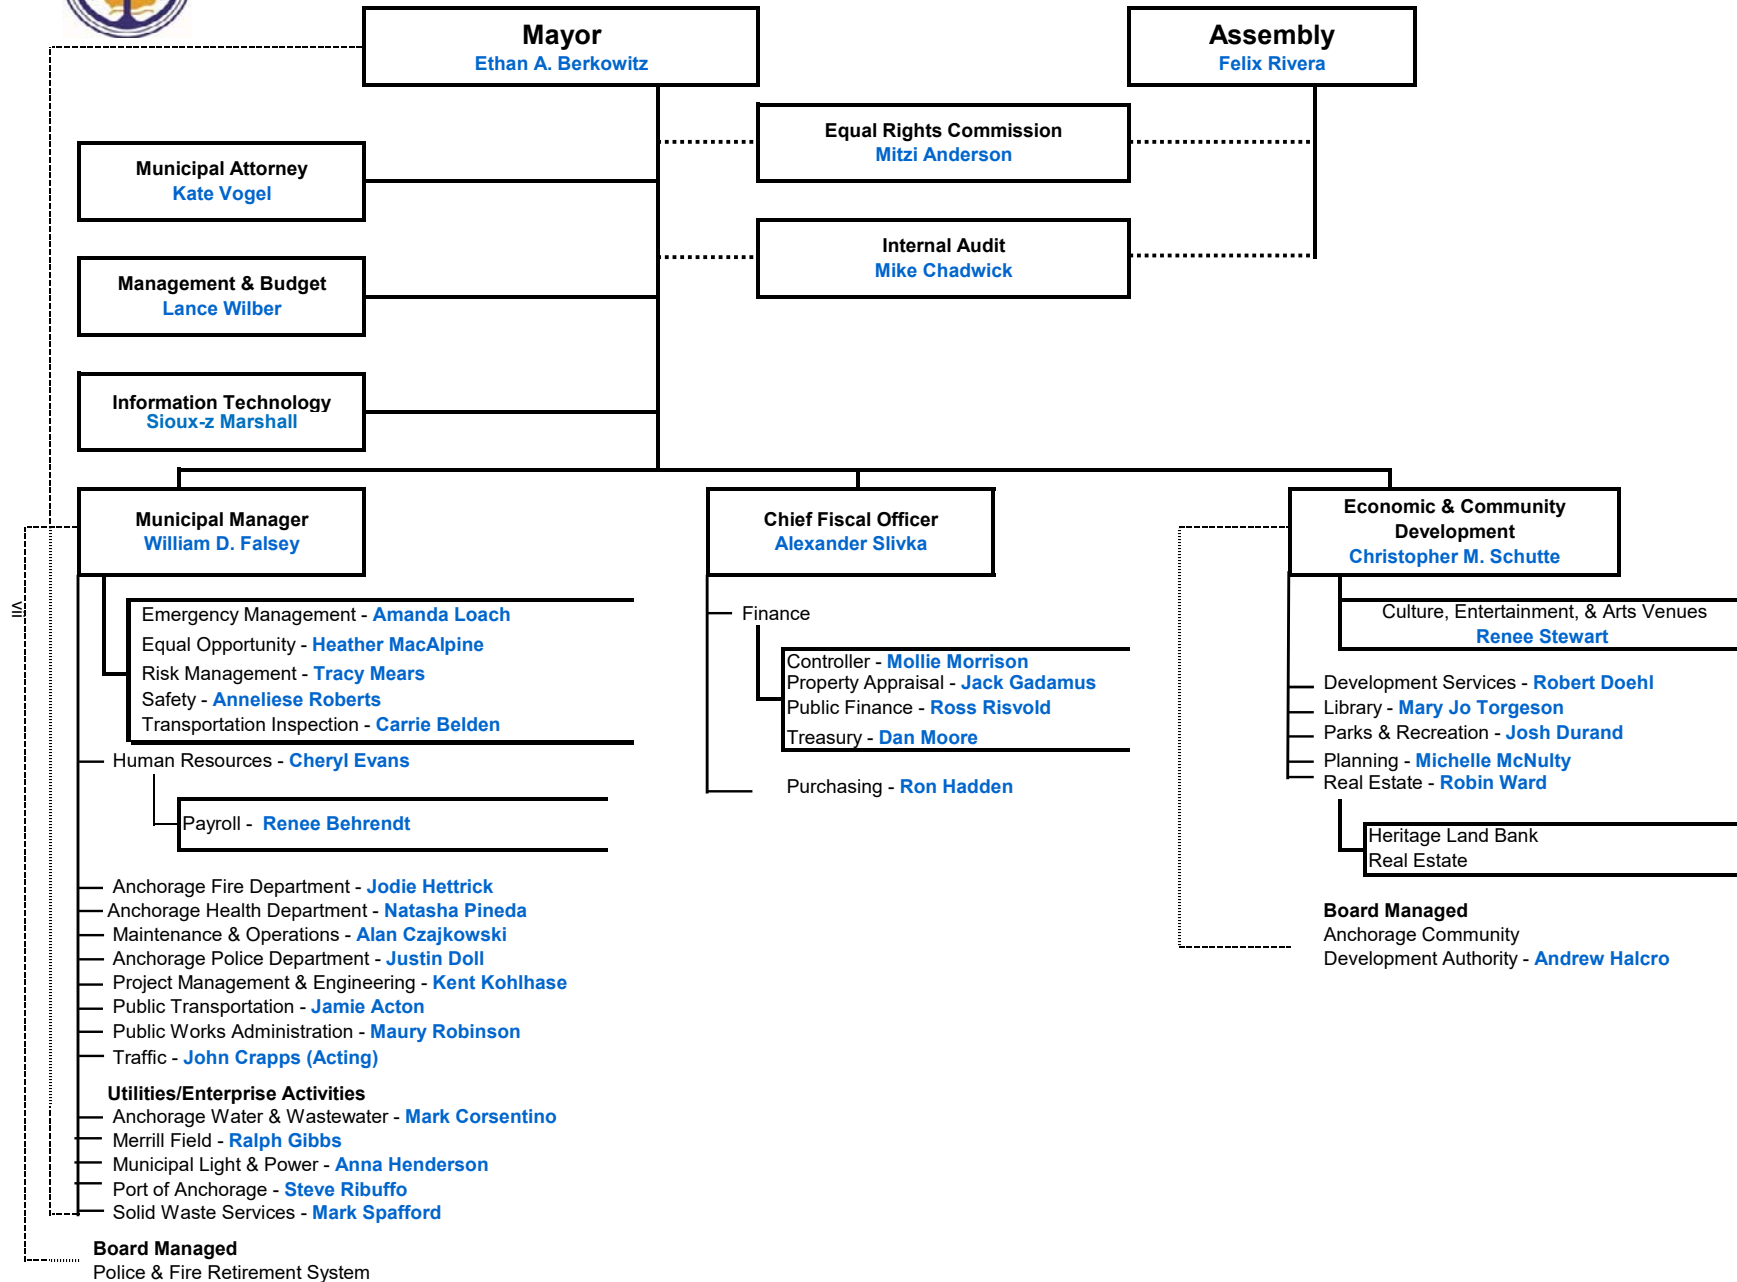 Mayor
Ethan A. Berkowitz
Assembly
Felix Rivera
Equal Rights Commission
Mitzi Anderson
Municipal Attorney
Kate Vogel
Internal Audit
Mike Chadwick
Management & Budget
Lance Wilber
Information Technology
Sioux-z Marshall
Municipal Manager
William D. Falsey
Chief Fiscal Officer
Alexander Slivka
Economic & Community
Development
Christopher M. Schutte
vii
Emergency Management - Amanda Loach
Equal Opportunity - Heather MacAlpine
Risk Management - Tracy Mears
Safety - Anneliese Roberts
Transportation Inspection - Carrie Belden
Human Resources - Cheryl Evans
Payroll - Renee Behrendt
Anchorage Fire Department - Jodie Hettrick
Anchorage Health Department - Natasha Pineda
Maintenance & Operations - Alan Czajkowski
Anchorage Police Department - Justin Doll
Project Management & Engineering - Kent Kohlhase
Public Transportation - Jamie Acton
Public Works Administration - Maury Robinson
Traffic - John Crapps (Acting)
Utilities/Enterprise Activities
Anchorage Water & Wastewater - Mark Corsentino
Merrill Field - Ralph Gibbs
Municipal Light & Power - Anna Henderson
Port of Anchorage - Steve Ribuffo
Solid Waste Services - Mark Spafford
Board Managed
Police & Fire Retirement System
Finance
Controller - Mollie Morrison
Property Appraisal - Jack Gadamus
Public Finance - Ross Risvold
Treasury - Dan Moore
Purchasing - Ron Hadden
Culture, Entertainment, & Arts Venues
Renee Stewart
Development Services - Robert Doehl
Library - Mary Jo Torgeson
Parks & Recreation - Josh Durand
Planning - Michelle McNulty
Real Estate - Robin Ward
Heritage Land Bank
Real Estate
Board Managed
Anchorage Community
Development Authority - Andrew Halcro